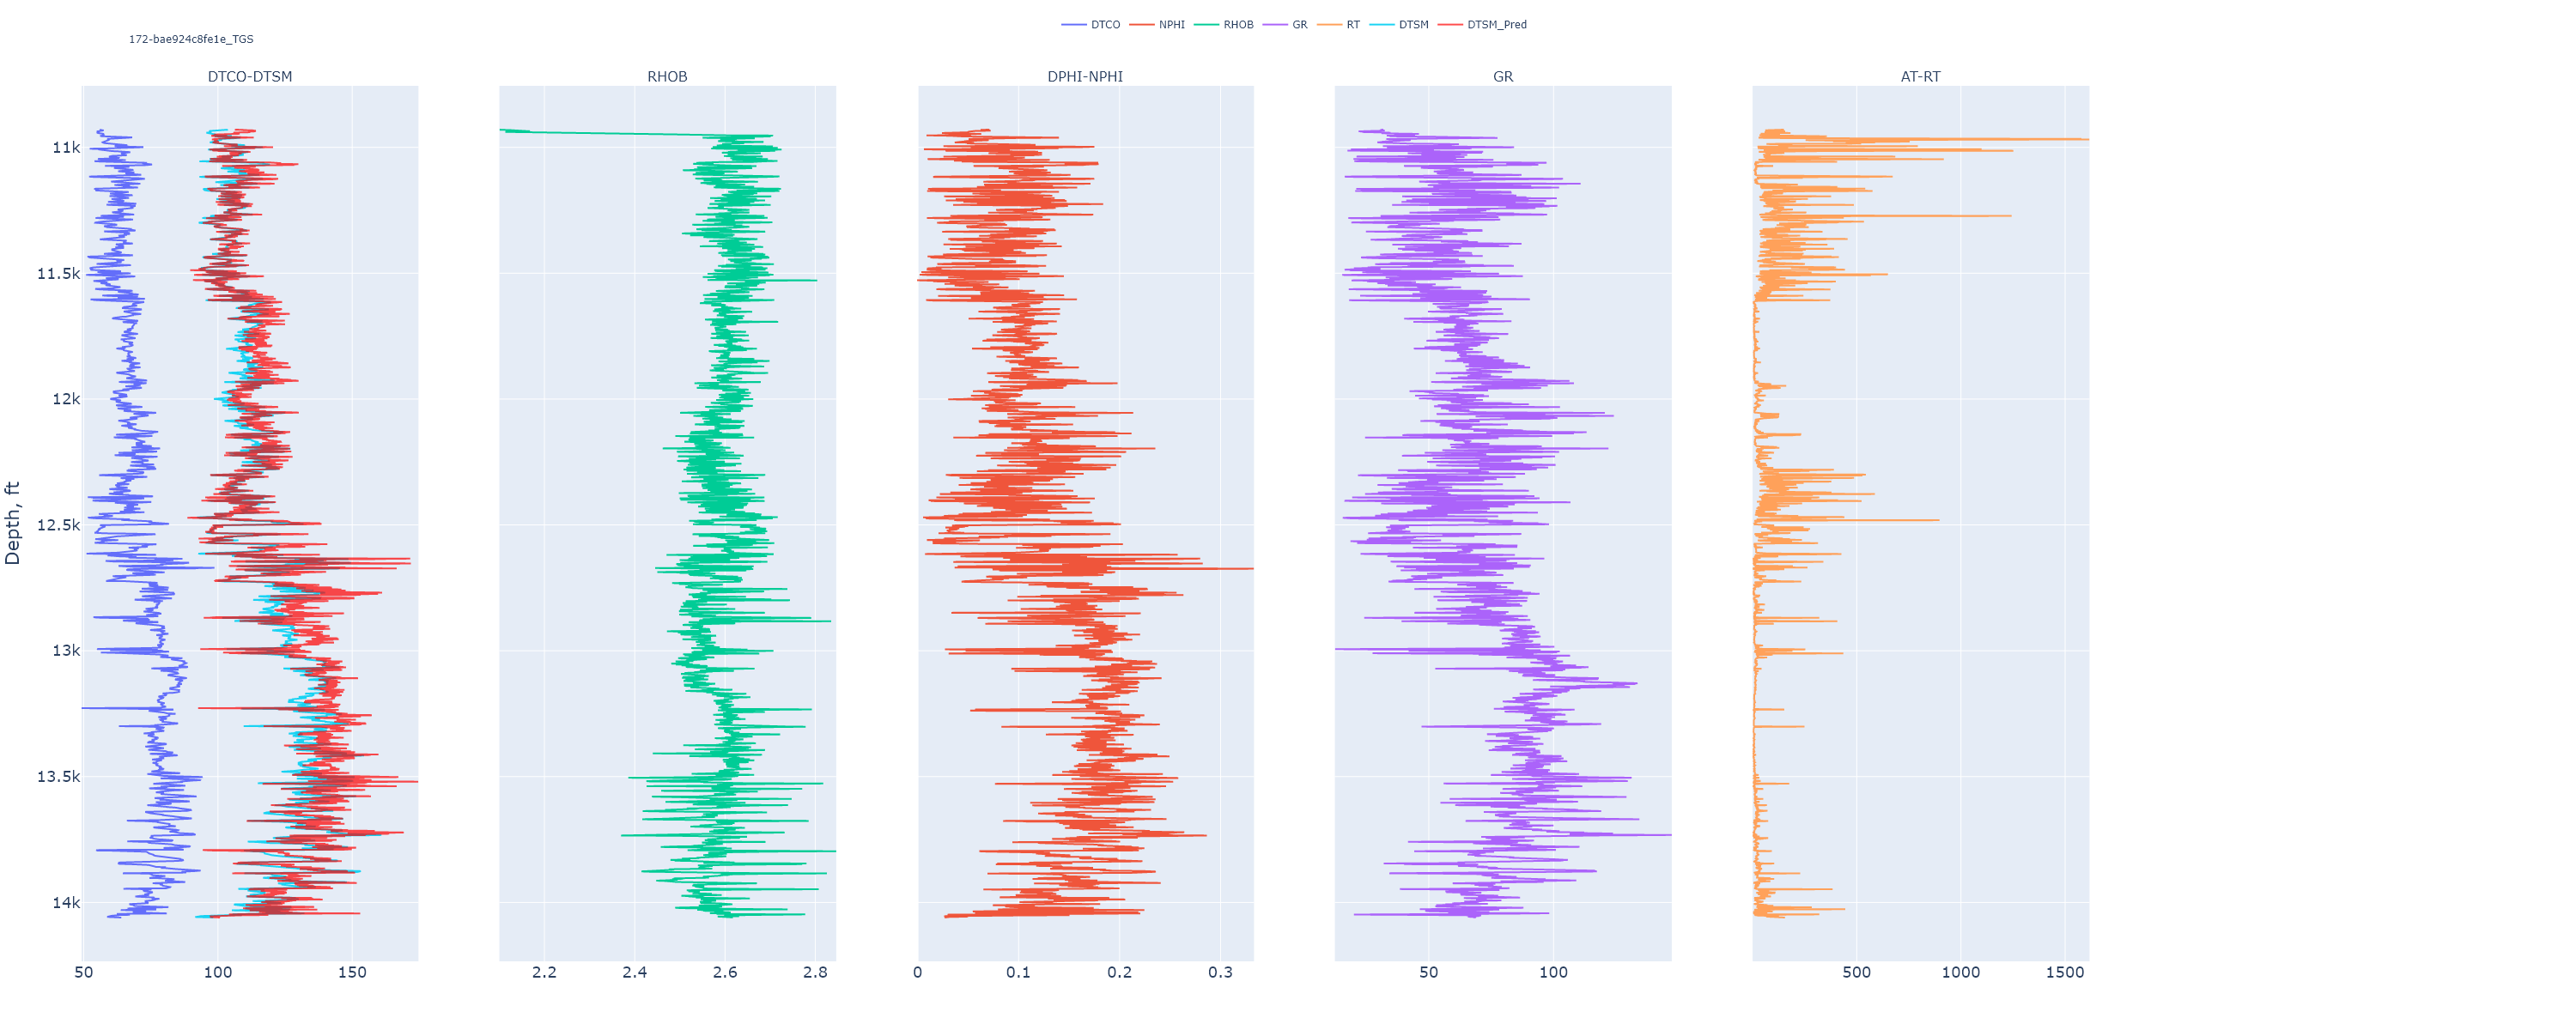 DTCO NPHI RHOB GR RT DTSM DTSM_Pred
172-bae924c8fe1e_TGS
DTCO-DTSM RHOB DPHI-NPHI GR AT-RT
Depth, ft
11k
11.5k
12k
12.5k
13k
13.5k
14k
50 100 150 2.2 2.4 2.6 2.8 0 0.1 0.2 0.3 50 100 500 1000 1500